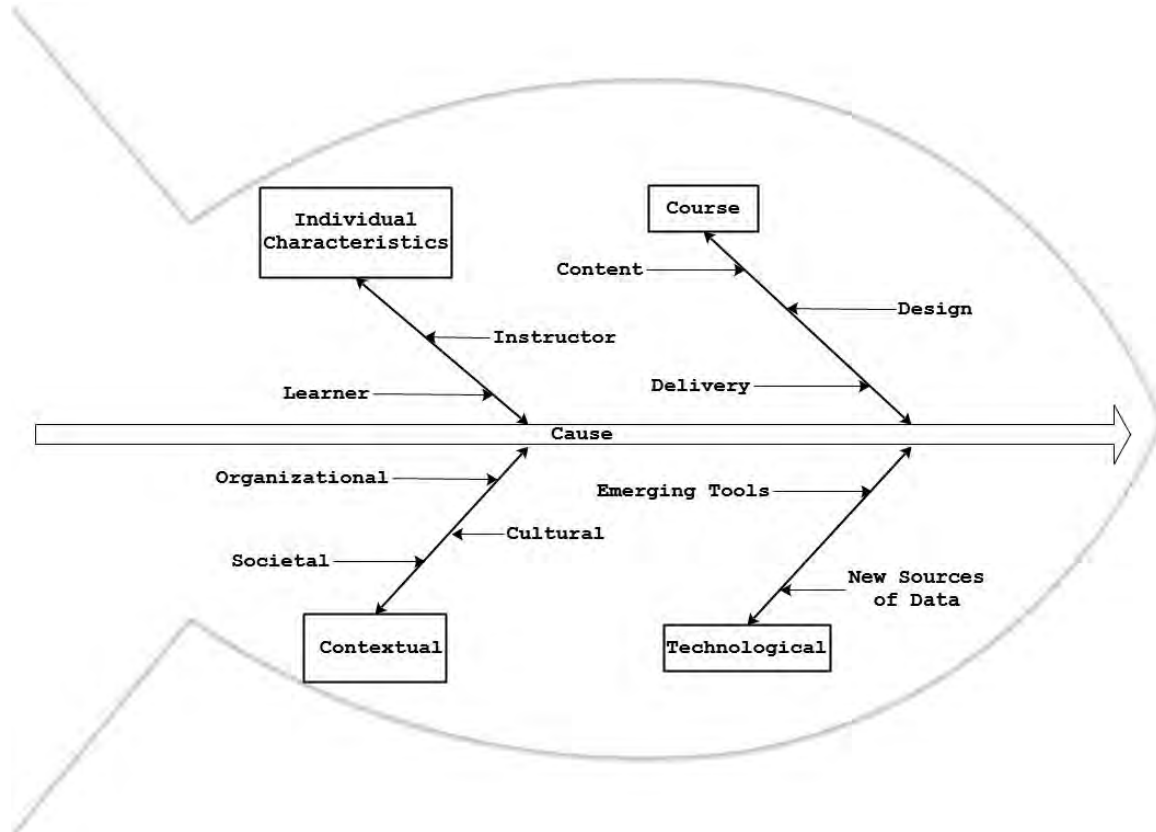 Individual
Characteristics
Course
Content
Design
Instructor
Delivery
Learner
Cause
Organizational
Emerging Tools
Cultural
Societal
New Sources
of Data
Contextual
Technological